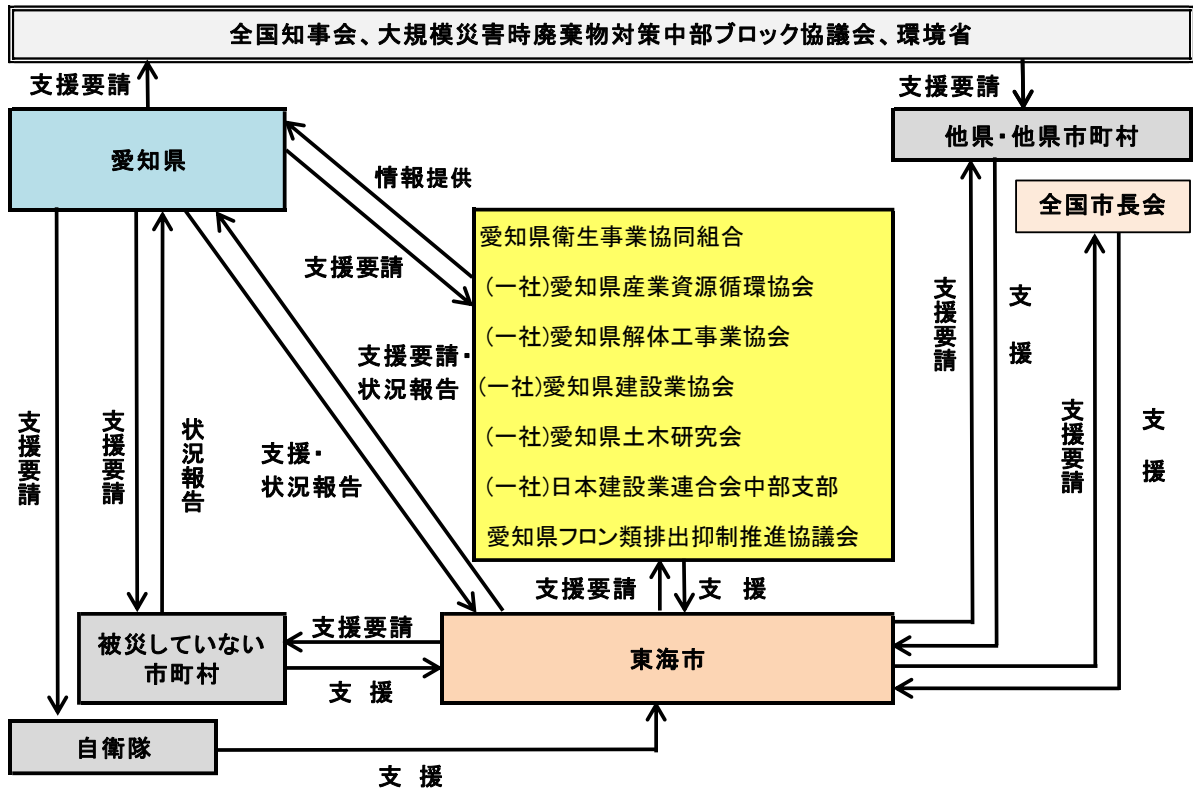 全国知事会、大規模災害時廃棄物対策中部ブロック協議会、環境省
支援要請
支援要請
愛知県
他県・他県市町村
情報提供
全国市長会
支援要請
愛知県衛生事業協同組合
(一社)愛知県産業資源循環協会
(一社)愛知県解体工事業協会
(一社)愛知県建設業協会
(一社)愛知県土木研究会
(一社)日本建設業連合会中部支部
愛知県フロン類排出抑制推進協議会
支援要請・
状況報告
支援要請
支援
支援要請
支援
支援要請
支援要請
状況報告
支援・
状況報告
支援要請
支 援
被災していない
市町村
支援要請
支 援
東海市
自衛隊
支 援